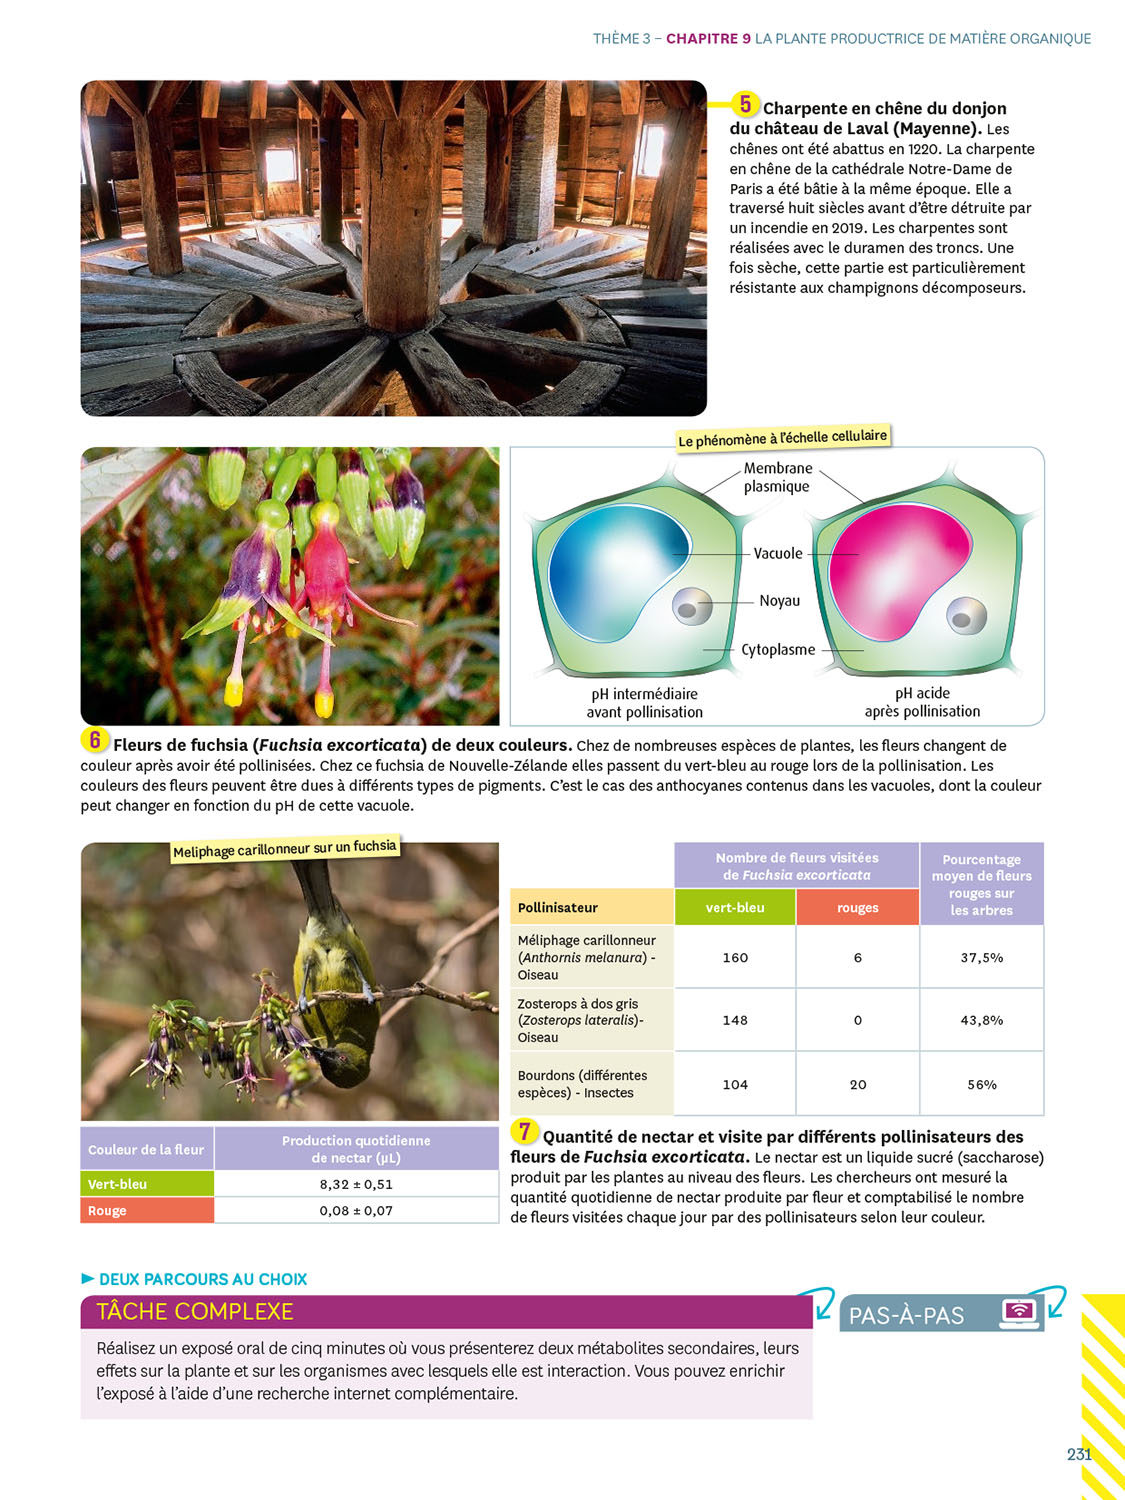 THÈME 3 – CHAPITRE 9 LA PLANTE PRODUCTRICE DE MATIÈRE ORGANIQUE
5 Charpente en chêne du donjon
du château de Laval (Mayenne). Les
chênes ont été abattus en 1220. La charpente
en chêne de la cathédrale Notre-Dame de
Paris a été bâtie à la même époque. Elle a
traversé huit siècles avant d'être détruite par
un incendie en 2019. Les charpentes sont
réalisées avec le duramen des troncs. Une
fois sèche, cette partie est particulièrement
résistante aux champignons décomposeurs.
Le phénomène à l'échelle cellulaire
Membrane
plasmique
Vacuole
Noyau
Cytoplasme
pH intermédiaire
avant pollinisation
pH acide
après pollinisation
6 Fleurs de fuchsia (Fuchsia excorticata) de deux couleurs. Chez de nombreuses espèces de plantes, les fleurs changent de
couleur après avoir été pollinisées. Chez ce fuchsia de Nouvelle-Zélande elles passent du vert-bleu au rouge lors de la pollinisation. Les
couleurs des fleurs peuvent être dues à différents types de pigments. C'est le cas des anthocyanes contenus dans les vacuoles, dont la couleur
peut changer en fonction du pH de cette vacuole.
Meliphage carillonneur sur un fuchsia
Nombre de fleurs visitées
de Fuchsia excorticata
Pourcentage
moyen de fleurs
rouges sur
les arbres
Pollinisateur
vert-bleu
rouges
Méliphage carillonneur
(Anthornis melanura) -
Oiseau
160
6
37,5%
Zosterops à dos gris
(Zosterops lateralis)-
Oiseau
148
0
43,8%
Bourdons (différentes
espèces) - Insectes
104
20
56%
Couleur de la fleur
Production quotidienne
de nectar (µL)
Vert-bleu
8,32 ± 0,51
Rouge
0,08 ± 0,07
7 Quantité de nectar et visite par différents pollinisateurs des
fleurs de Fuchsia excorticata. Le nectar est un liquide sucré (saccharose)
produit par les plantes au niveau des fleurs. Les chercheurs ont mesuré la
quantité quotidienne de nectar produite par fleur et comptabilisé le nombre
de fleurs visitées chaque jour par des pollinisateurs selon leur couleur.
DEUX PARCOURS AU CHOIX
TÂCHE COMPLEXE
PAS-À-PAS
Réalisez un exposé oral de cinq minutes où vous présenterez deux métabolites secondaires, leurs
effets sur la plante et sur les organismes avec lesquels elle est interaction. Vous pouvez enrichir
l'exposé à l'aide d'une recherche internet complémentaire.
231